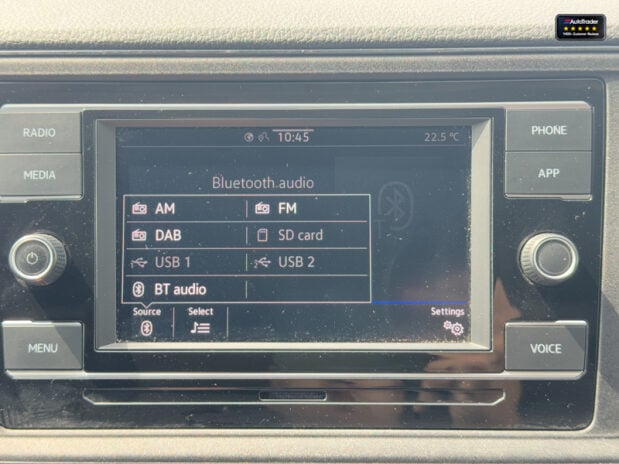 AutoTrader
RADIO
MEDIA
MENU
10:45
22.5 °C
Bluetooth audio
AM
FM
DAB
SD card
USB 1
USB 2
BT audio
Source
Select
Settings
PHONE
APP
VOICE